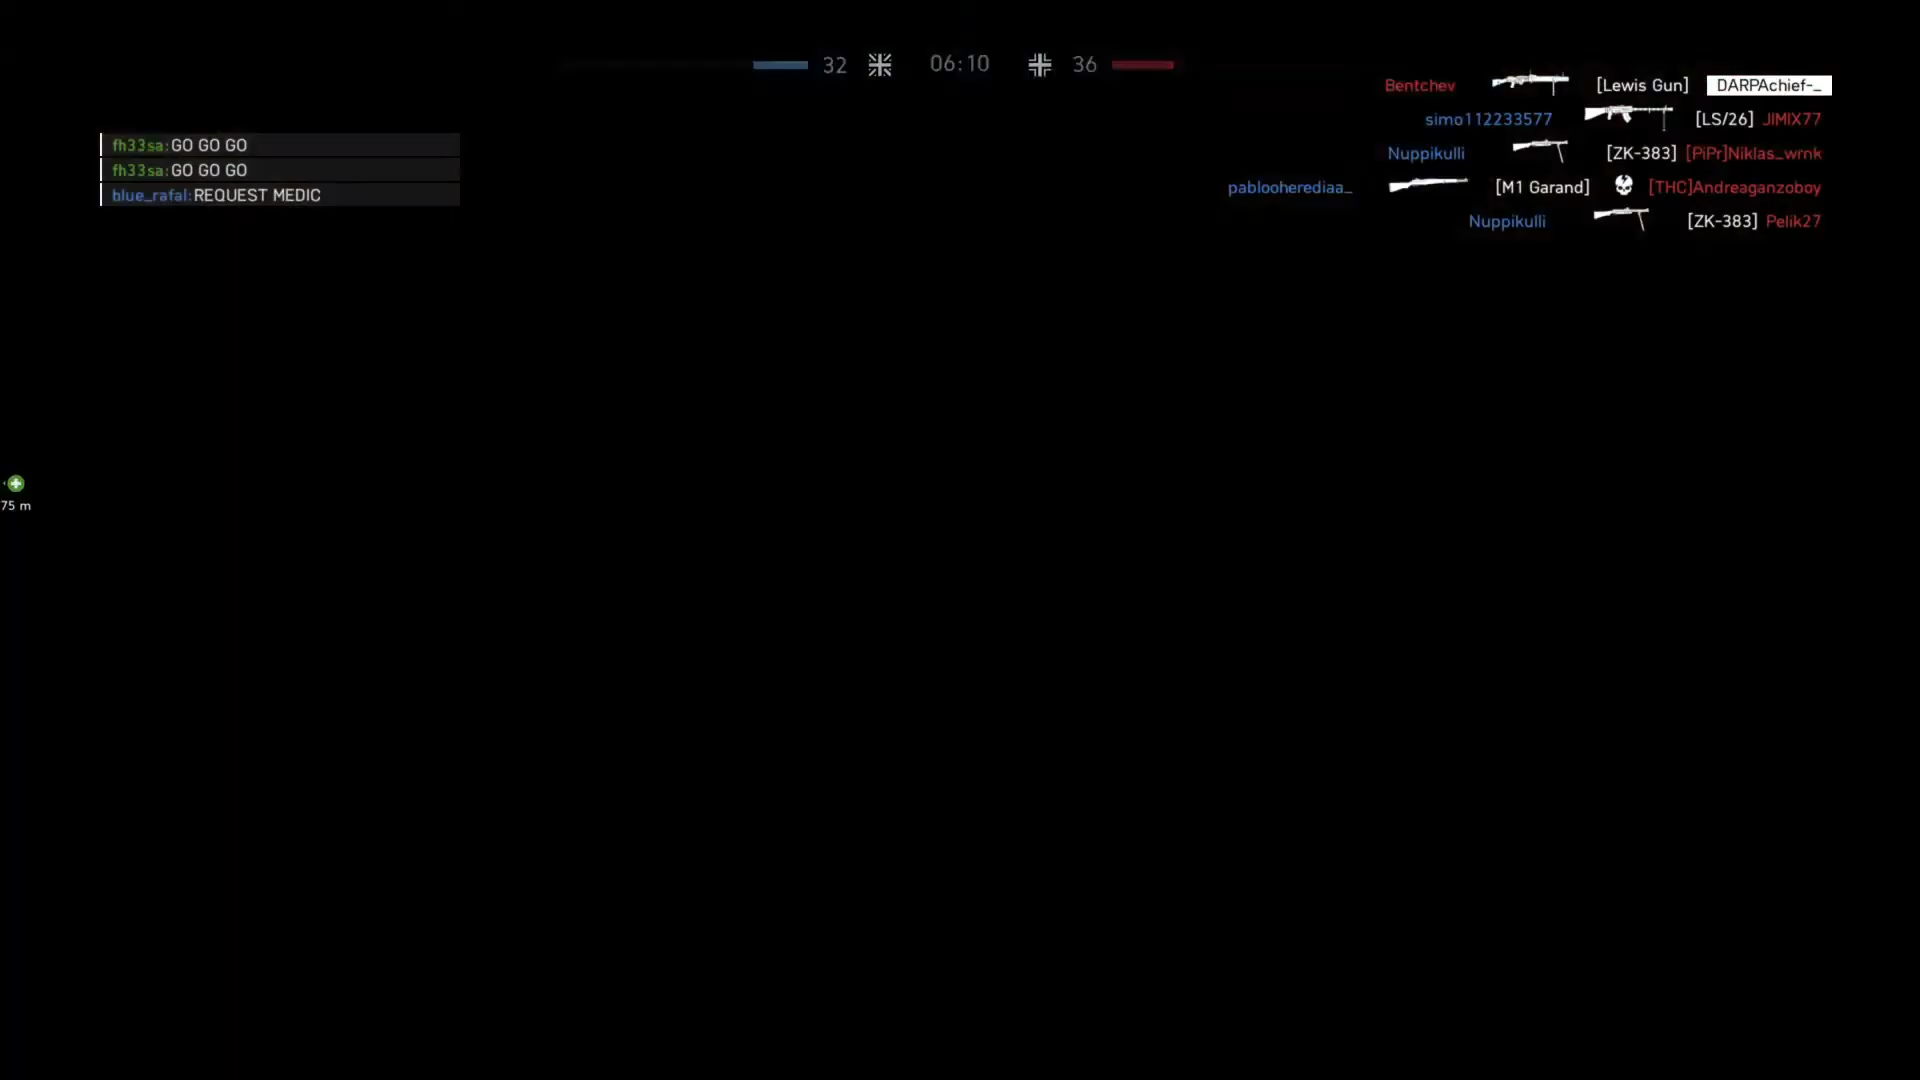 32 06:10 36
Bentchev [Lewis Gun] DARPAchief-_
simo112233577 [LS/26] JIMIX77
fh33sa:GO GO GO
Nuppikulli [ZK-383] [PiPr]Niklas_wrnk
fh33sa:GO GO GO
pablooherediaa_ [M1 Garand] [THC]Andreaganzoboy
blue_rafal:REQUEST MEDIC
Nuppikulli [ZK-383] Pelik27
75 m